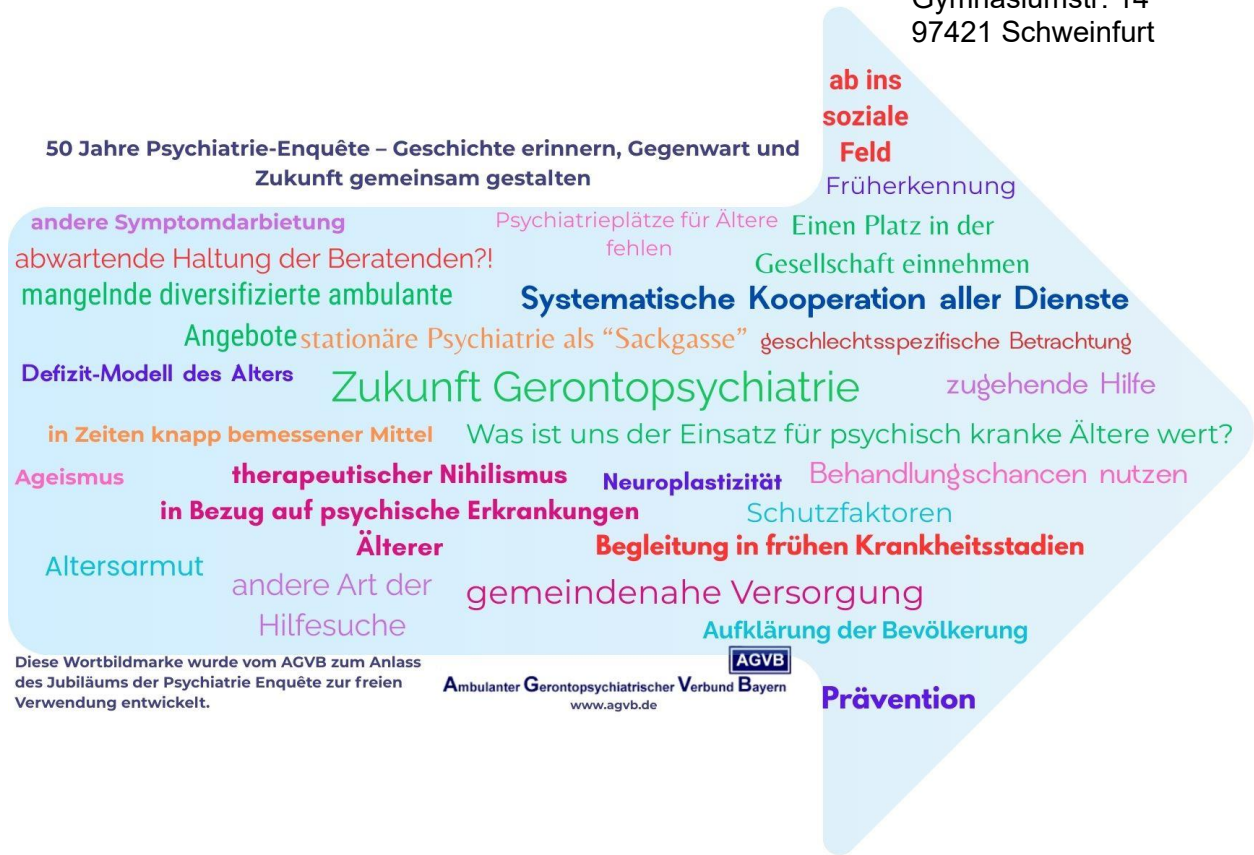 Gymnasiumstr. 14
97421 Schweinfurt
ab ins
soziale
Feld
50 Jahre Psychiatrie-Enquête – Geschichte erinnern, Gegenwart und
Zukunft gemeinsam gestalten
Früherkennung
andere Symptomdarbietung
Psychiatrieplätze für Ältere
fehlen
Einen Platz in der
Gesellschaft einnehmen
abwartende Haltung der Beratenden?!
mangelnde diversifizierte ambulante
Angebote
Systematische Kooperation aller Dienste
stationäre Psychiatrie als “Sackgasse”
geschlechtsspezifische Betrachtung
Defizit-Modell des Alters
Zukunft Gerontopsychiatrie
zugehende Hilfe
in Zeiten knapp bemessener Mittel
Was ist uns der Einsatz für psychisch kranke Ältere wert?
Ageismus
therapeutischer Nihilismus
in Bezug auf psychische Erkrankungen
Älterer
Neuroplastizität
Behandlungschancen nutzen
Schutzfaktoren
Begleitung in frühen Krankheitsstadien
Altersarmut
andere Art der
Hilfesuche
gemeindenahe Versorgung
Aufklärung der Bevölkerung
Diese Wortbildmarke wurde vom AGVB zum Anlass
des Jubiläums der Psychiatrie Enquête zur freien
Verwendung entwickelt.
AGVB
Ambulanter Gerontopsychiatrischer Verbund Bayern
www.agvb.de
Prävention